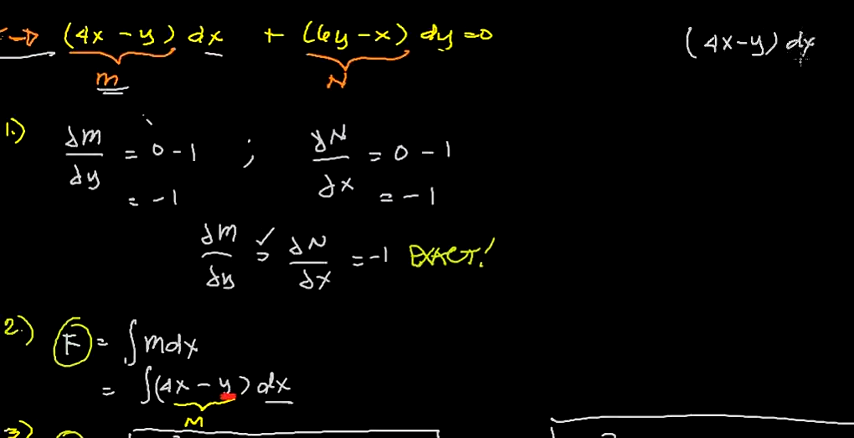 (4x - y) dx + (6y - x) dy = 0
(4x-y) dx
M
N
1.) ∂M/∂y = 0 - 1 ; ∂N/∂x = 0 - 1
= -1 = -1
∂M/∂y = ∂N/∂x = -1 EXACT!
2.) F = ∫ M dx
= ∫(4x - y) dx
M
3)